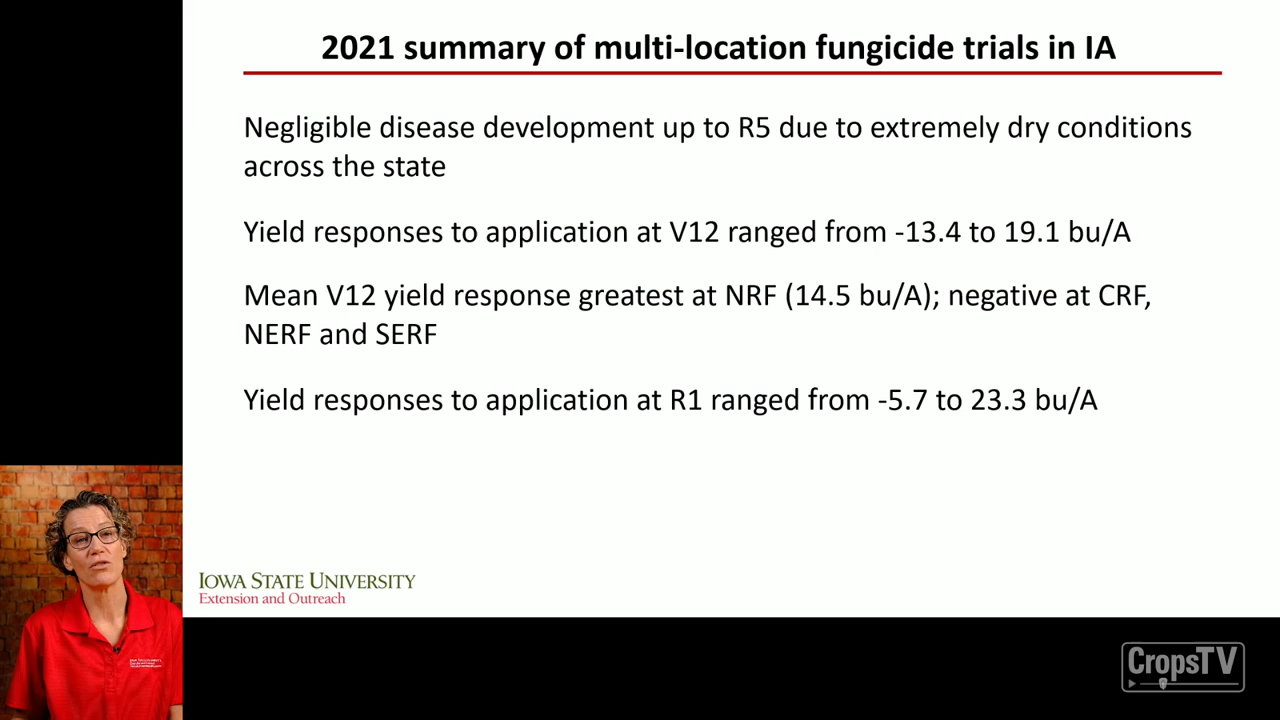 2021 summary of multi-location fungicide trials in IA
Negligible disease development up to R5 due to extremely dry conditions
across the state
Yield responses to application at V12 ranged from -13.4 to 19.1 bu/A
Mean V12 yield response greatest at NRF (14.5 bu/A); negative at CRF,
NERF and SERF
Yield responses to application at R1 ranged from -5.7 to 23.3 bu/A
IOWA STATE UNIVERSITY
Extension and Outreach
CropsTV